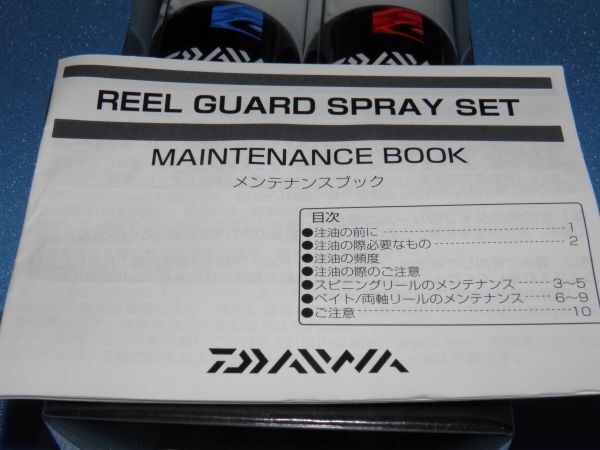 REEL GUARD SPRAY SET
MAINTENANCE BOOK
メンテナンスブック
目次
●注油の前に 1
●注油の際必要なもの 2
●注油の頻度
●注油の際のご注意
●スピニングリールのメンテナンス 3〜5
●ベイト/両軸リールのメンテナンス 6〜9
●ご注意 10
DAIWA